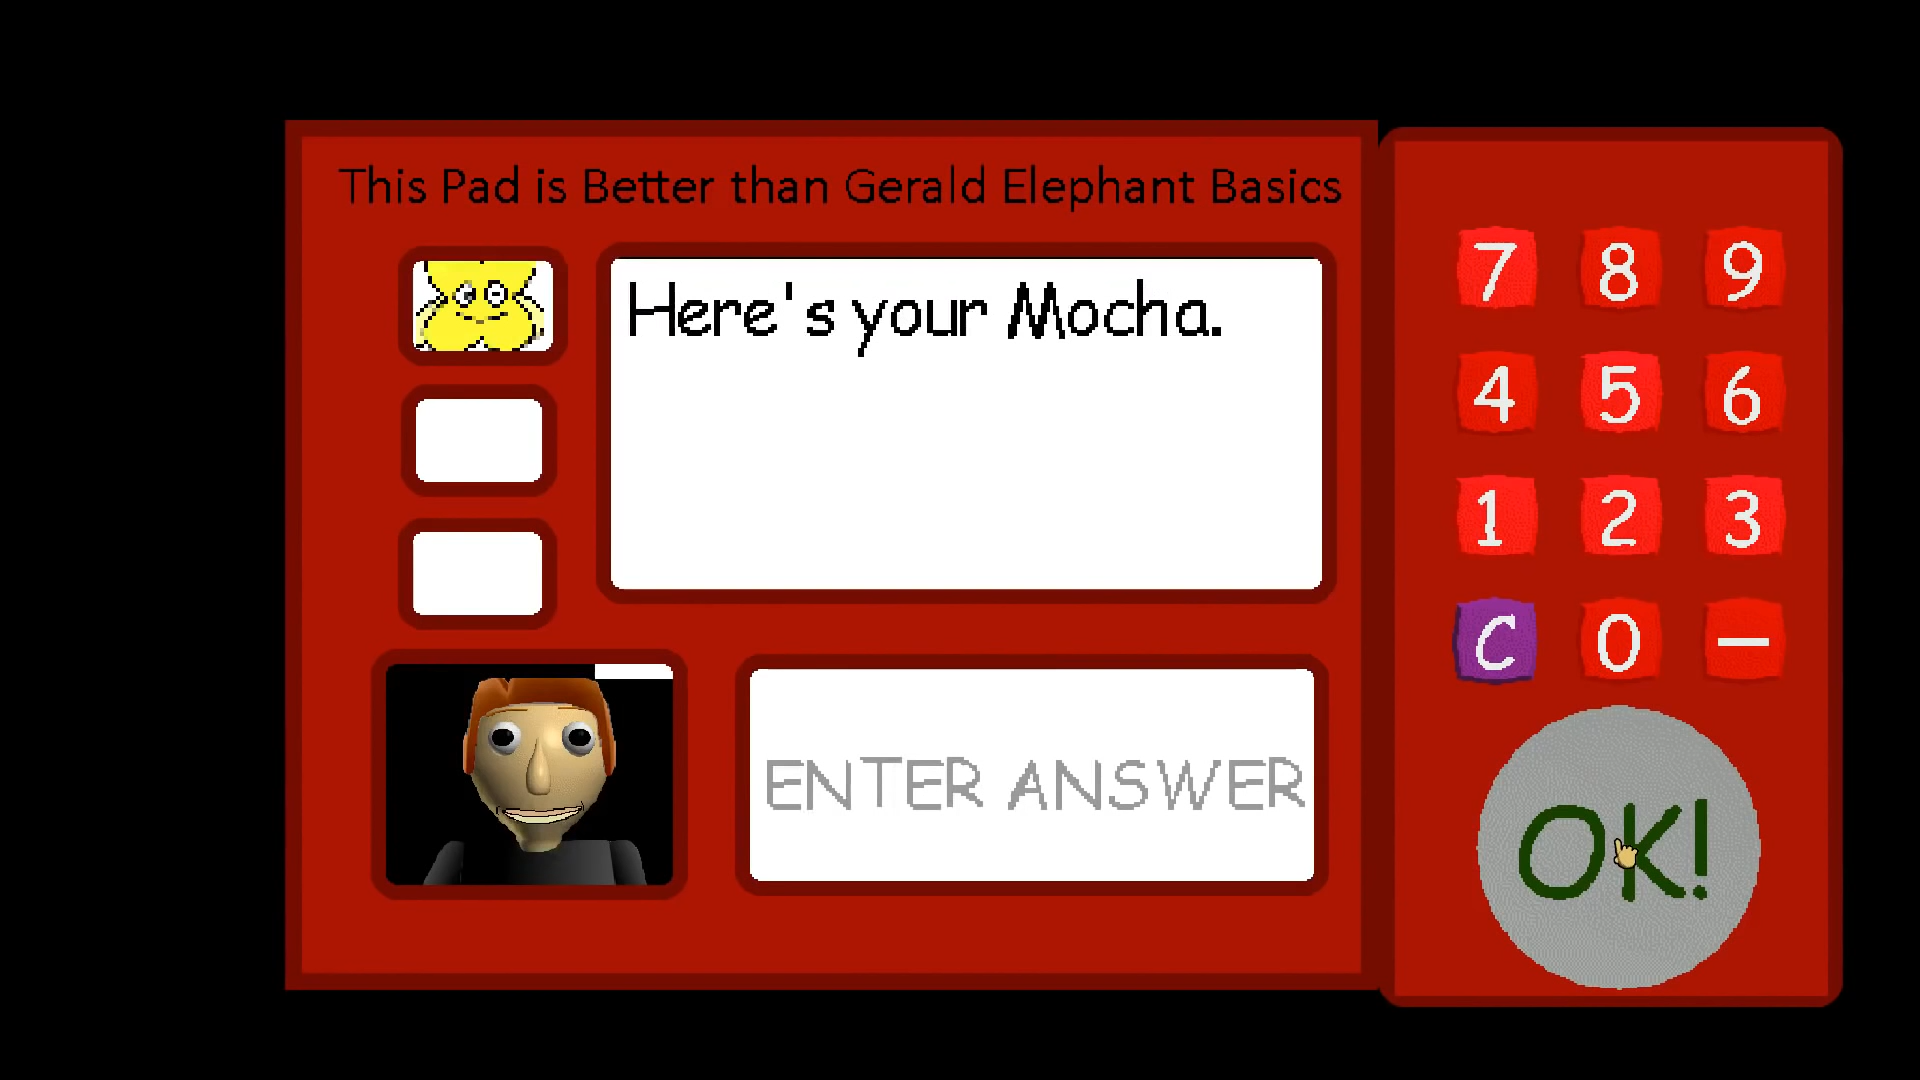 This Pad is Better than Gerald Elephant Basics
Here's your Mocha.
ENTER ANSWER
7 8 9
4 5 6
1 2 3
C 0 —
OK!